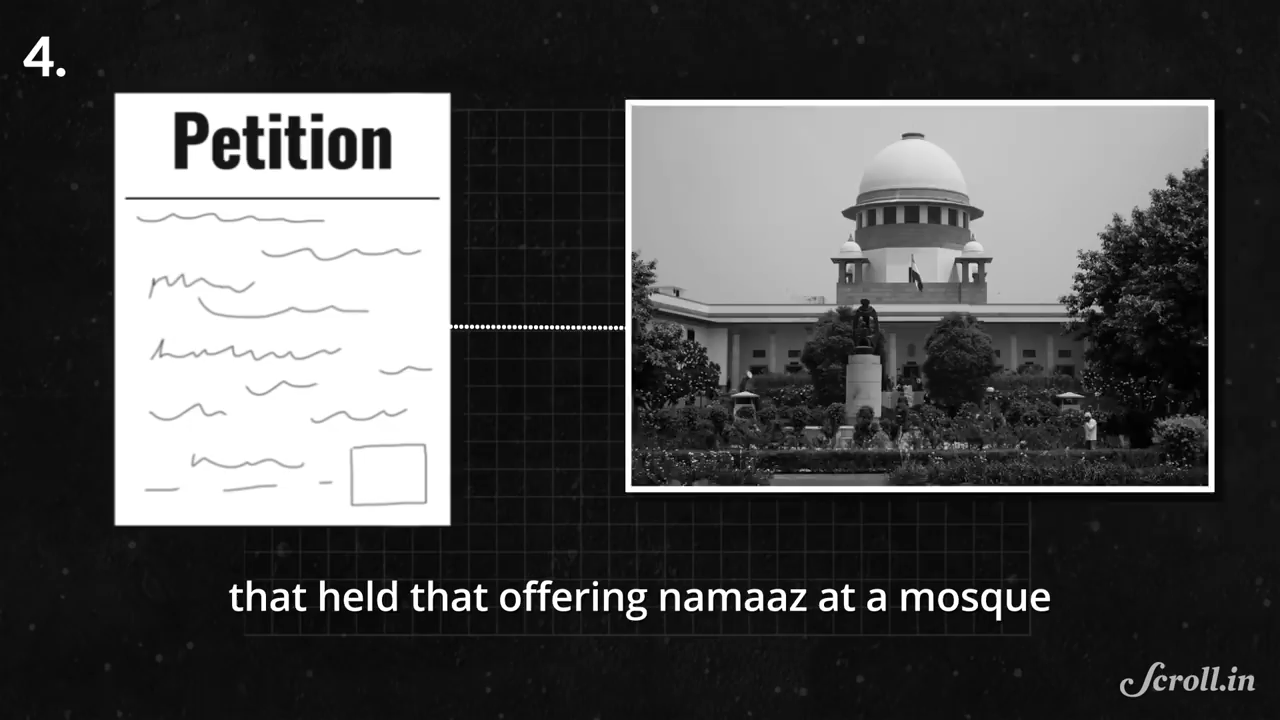 4.
Petition
that held that offering namaaz at a mosque
Scroll.in